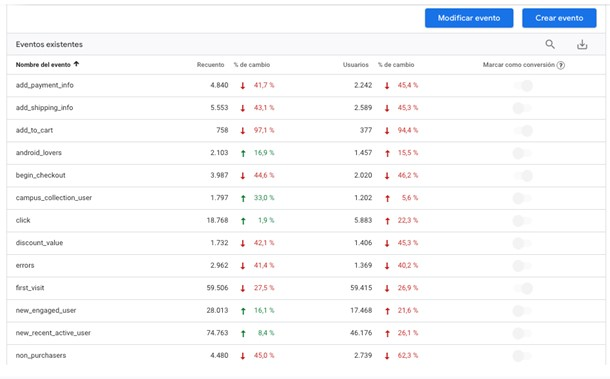 Modificar evento Crear evento
Eventos existentes
Nombre del evento ↑ Recuento % de cambio Usuarios % de cambio Marcar como conversión ?
add_payment_info 4.840 ↓ 41,7 % 2.242 ↓ 45,4 %
add_shipping_info 5.553 ↓ 43,1 % 2.589 ↓ 45,3 %
add_to_cart 758 ↓ 97,1 % 377 ↓ 94,4 %
android_lovers 2.103 ↑ 16,9 % 1.457 ↑ 15,5 %
begin_checkout 3.987 ↓ 44,6 % 2.020 ↓ 46,2 %
campus_collection_user 1.797 ↑ 33,0 % 1.202 ↑ 5,6 %
click 18.768 ↑ 1,9 % 5.883 ↑ 22,3 %
discount_value 1.732 ↓ 42,1 % 1.406 ↓ 45,3 %
errors 2.962 ↓ 41,4 % 1.369 ↓ 40,2 %
first_visit 59.506 ↓ 27,5 % 59.415 ↓ 26,9 %
new_engaged_user 28.013 ↑ 16,1 % 17.468 ↑ 21,6 %
new_recent_active_user 74.763 ↑ 8,4 % 46.176 ↑ 26,1 %
non_purchasers 4.480 ↓ 45,0 % 2.739 ↓ 62,3 %